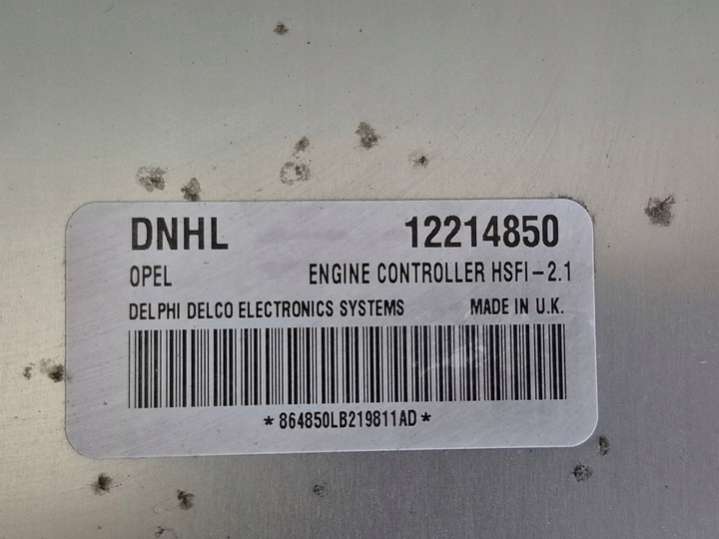 DNHL 12214850
OPEL ENGINE CONTROLLER HSFI-2.1
DELPHI DELCO ELECTRONICS SYSTEMS MADE IN U.K.
*864850LB219811AD*